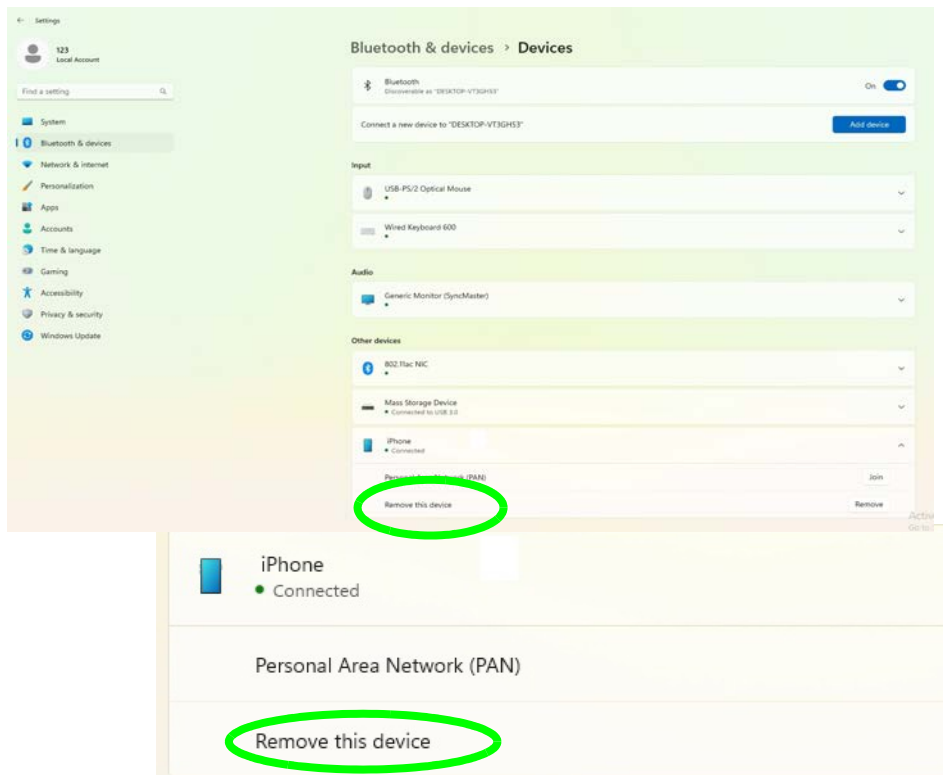 Settings
123
Local Account
Find a setting
System
Bluetooth & devices
Network & internet
Personalization
Apps
Accounts
Time & language
Gaming
Accessibility
Privacy & security
Windows Update
Bluetooth & devices > Devices
Bluetooth
Discoverable as "DESKTOP-VT3GHS3"
On
Connect a new device to "DESKTOP-VT3GHS3"
Add device
Input
USB-PS/2 Optical Mouse
Wired Keyboard 600
Audio
Generic Monitor (SyncMaster)
Other devices
802.11ac NIC
Mass Storage Device
Connected to USB 3.0
iPhone
Connected
Personal Area Network (PAN)
Join
Remove this device
Remove
Go to
iPhone
Connected
Personal Area Network (PAN)
Remove this device